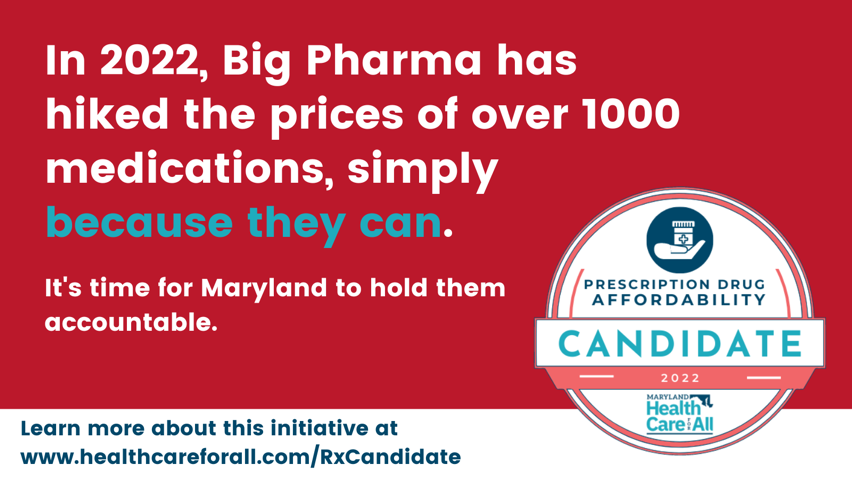 In 2022, Big Pharma has
hiked the prices of over 1000
medications, simply
because they can.
It's time for Maryland to hold them
accountable.
PRESCRIPTION DRUG
AFFORDABILITY
CANDIDATE
2022
MARYLAND
Health
Care for All
Learn more about this initiative at
www.healthcareforall.com/RxCandidate